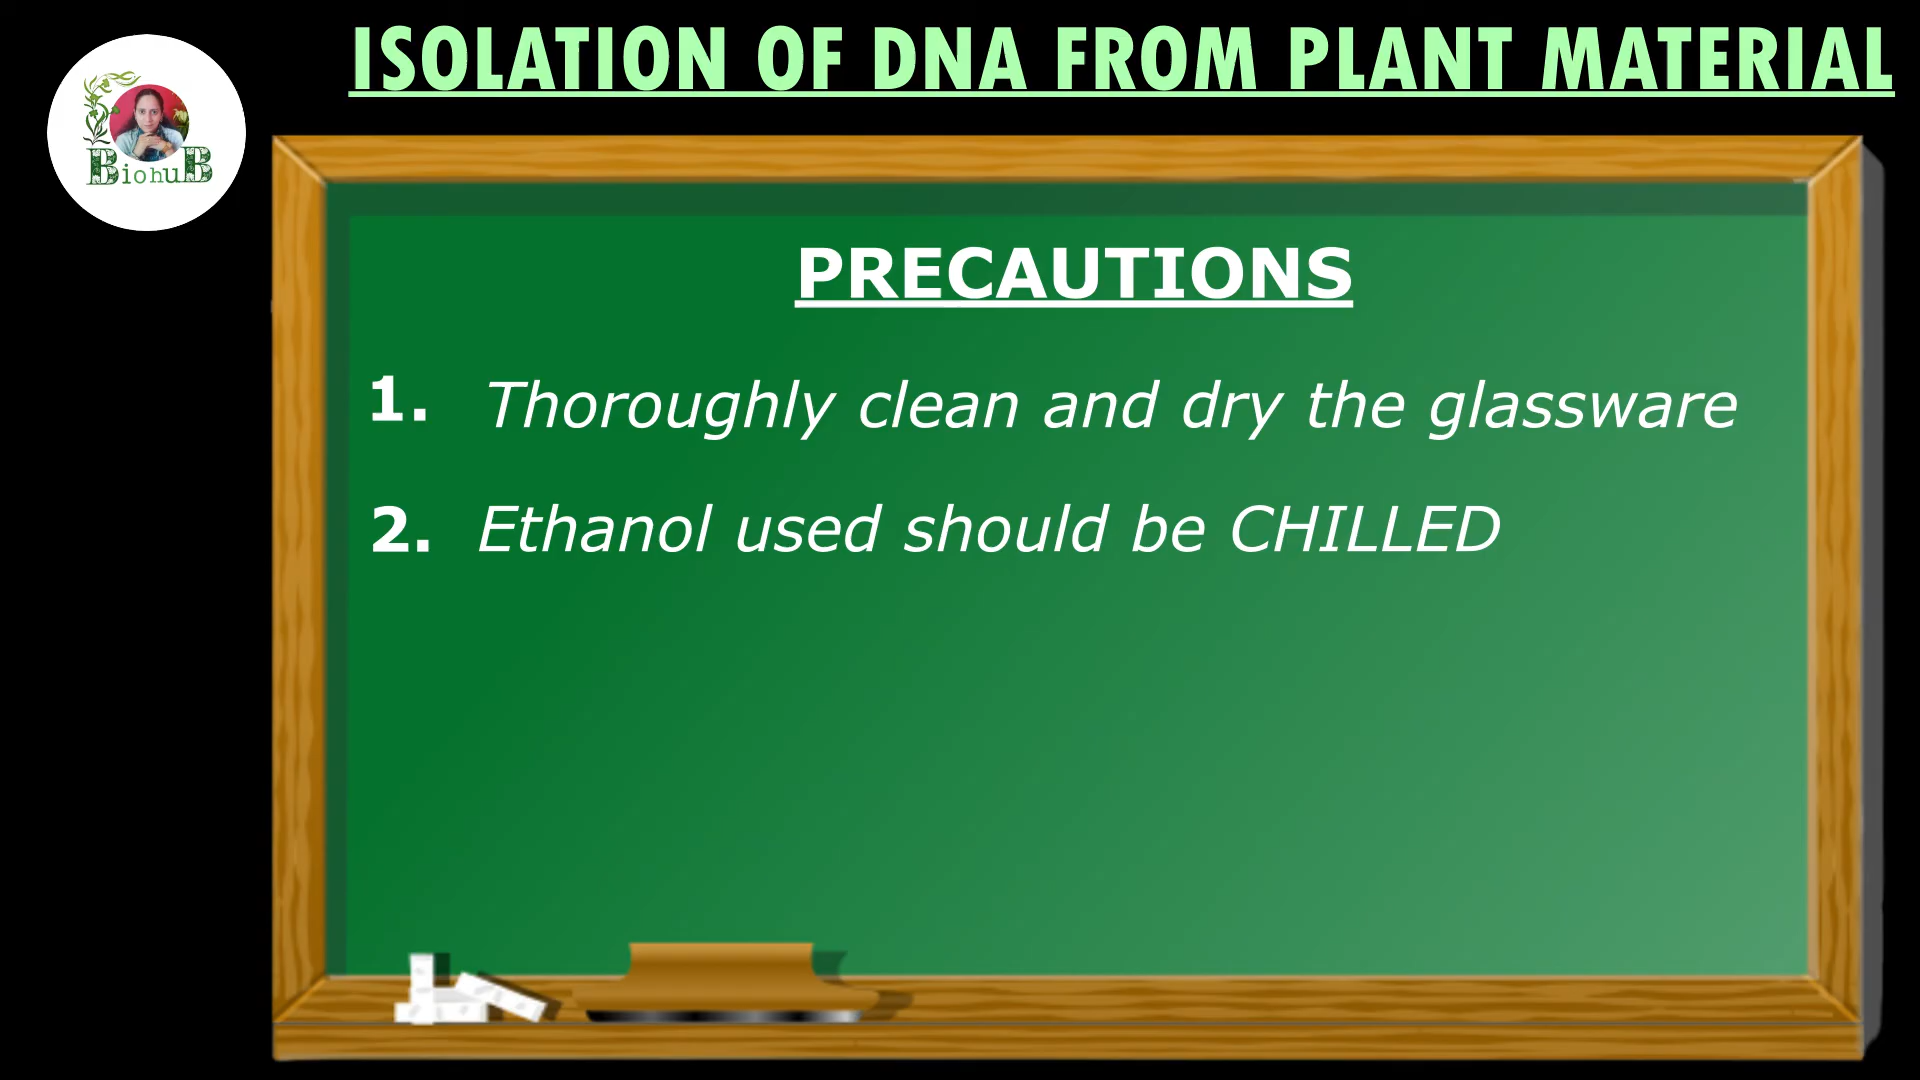 ISOLATION OF DNA FROM PLANT MATERIAL
BiohuB
PRECAUTIONS
1. Thoroughly clean and dry the glassware
2. Ethanol used should be CHILLED